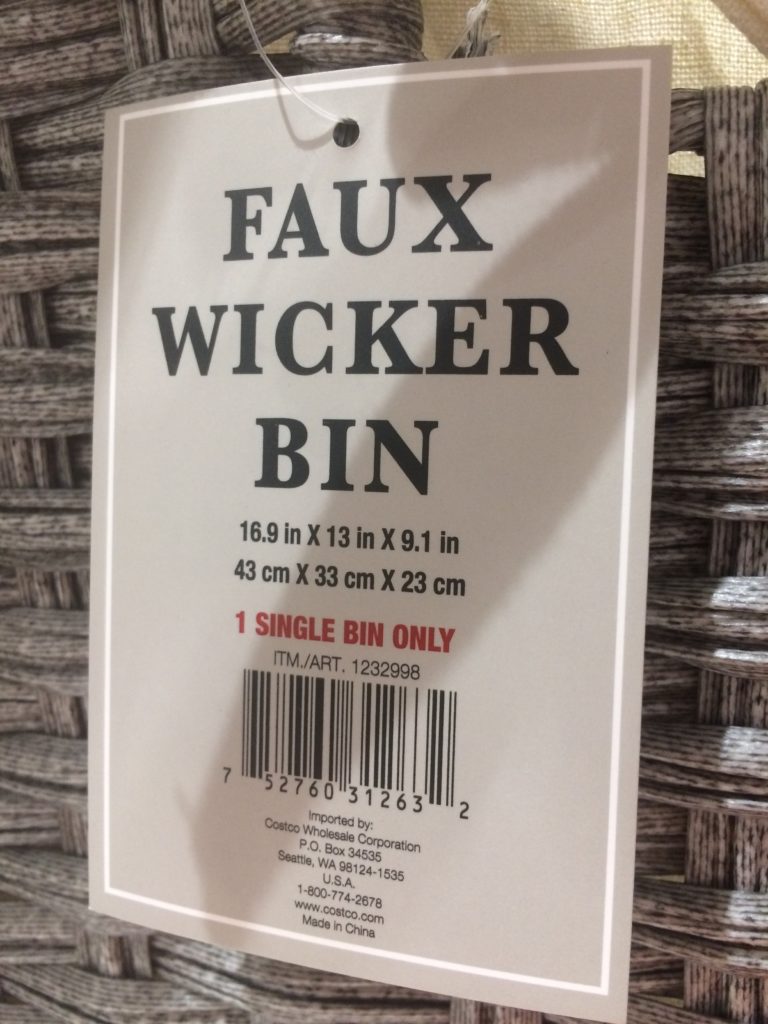 FAUX
WICKER
BIN
16.9 in X 13 in X 9.1 in
43 cm X 33 cm X 23 cm
1 SINGLE BIN ONLY
ITM./ART. 1232998
7 52760 31263 2
Imported by:
Costco Wholesale Corporation
P.O. Box 34535
Seattle, WA 98124-1535
U.S.A.
1-800-774-2678
www.costco.com
Made in China